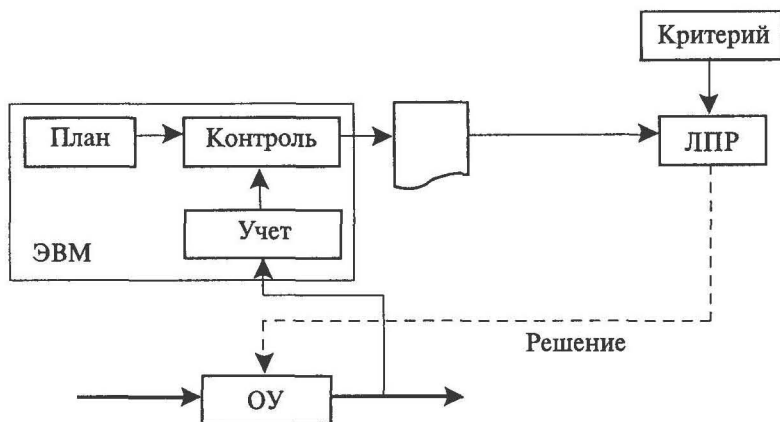 Критерий
План
Контроль
ЛПР
Учет
ЭВМ
Решение
ОУ